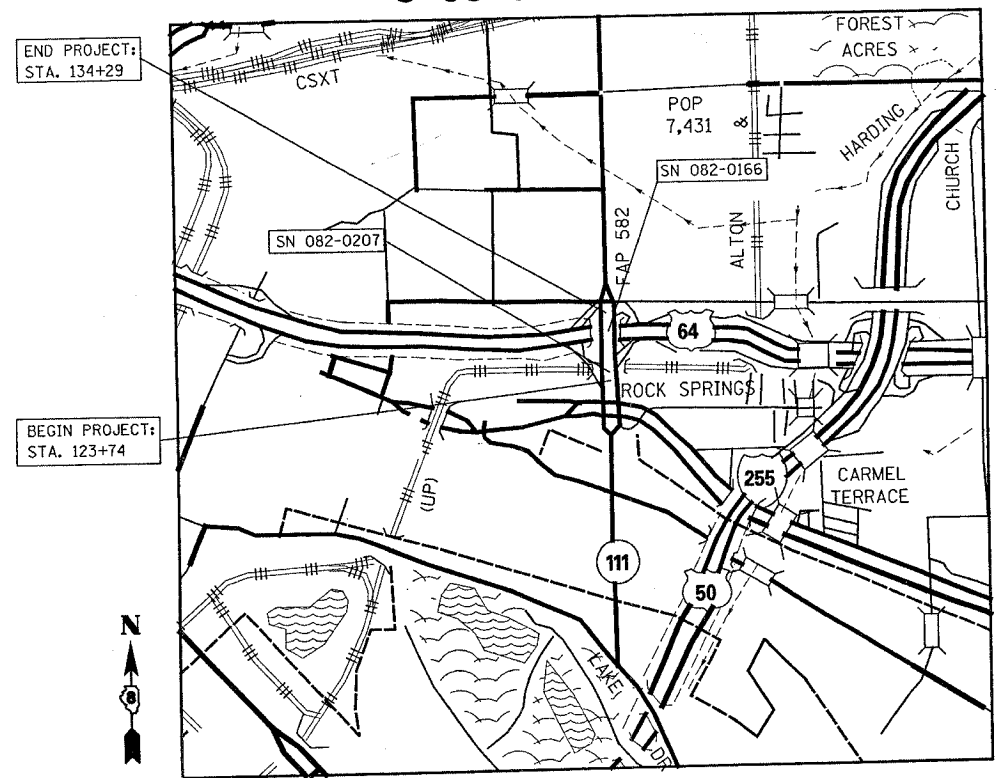 END PROJECT:
STA. 134+29
CSXT
FOREST
ACRES
POP
7,431
&
HARDING
CHURCH
SN 082-0166
ALTON
FAP 582
SN 082-0207
64
ROCK SPRINGS
BEGIN PROJECT:
STA. 123+74
(UP)
255
CARMEL
TERRACE
111
50
N
8
LAKE
DR